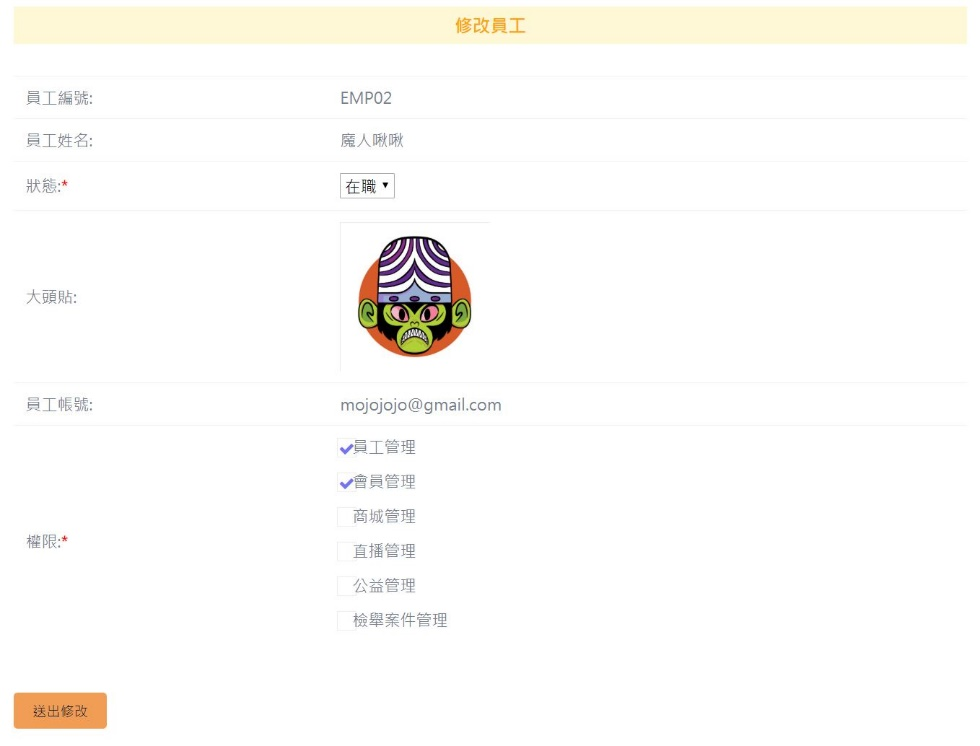 修改員工
員工編號: EMP02
員工姓名: 魔人啾啾
狀態:* 在職
大頭貼:
員工帳號: mojojojo@gmail.com
員工管理
會員管理
商城管理
權限:* 直播管理
公益管理
檢舉案件管理
送出修改